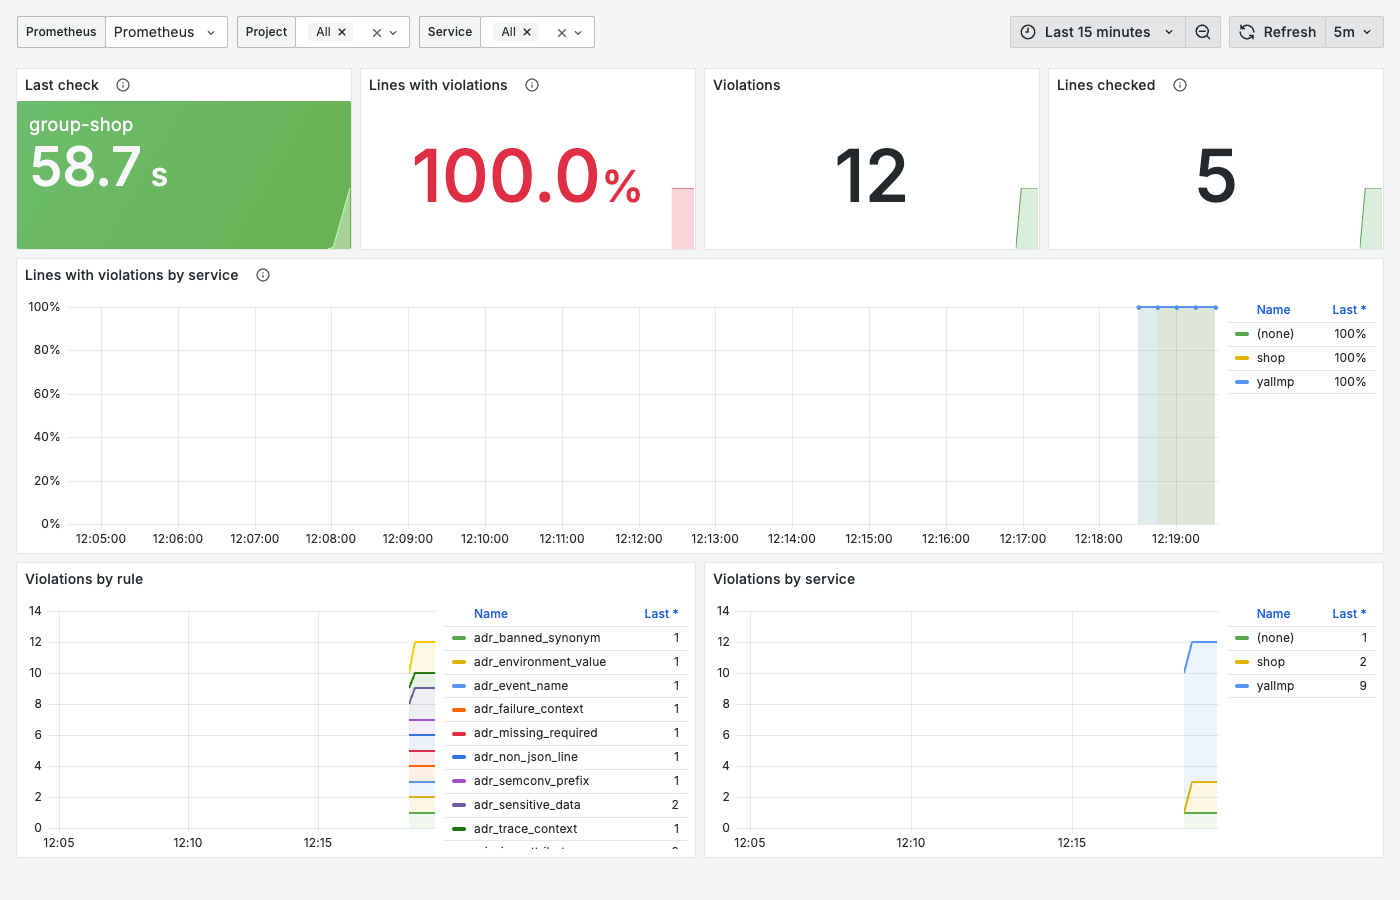 Prometheus Prometheus Project All Service All Last 15 minutes Refresh 5m
Last check
group-shop
58.7 s
Lines with violations
100.0%
Violations
12
Lines checked
5
Lines with violations by service
100%
80%
60%
40%
20%
0%
12:05:00 12:06:00 12:07:00 12:08:00 12:09:00 12:10:00 12:11:00 12:12:00 12:13:00 12:14:00 12:15:00 12:16:00 12:17:00 12:18:00 12:19:00
Name Last *
(none) 100%
shop 100%
yallmp 100%
Violations by rule
14
12
10
8
6
4
2
0
12:05 12:10 12:15
Name Last *
adr_banned_synonym 1
adr_environment_value 1
adr_event_name 1
adr_failure_context 1
adr_missing_required 1
adr_non_json_line 1
adr_semconv_prefix 1
adr_sensitive_data 2
adr_trace_context 1
Violations by service
14
12
10
8
6
4
2
0
12:05 12:10 12:15
Name Last *
(none) 1
shop 2
yallmp 9